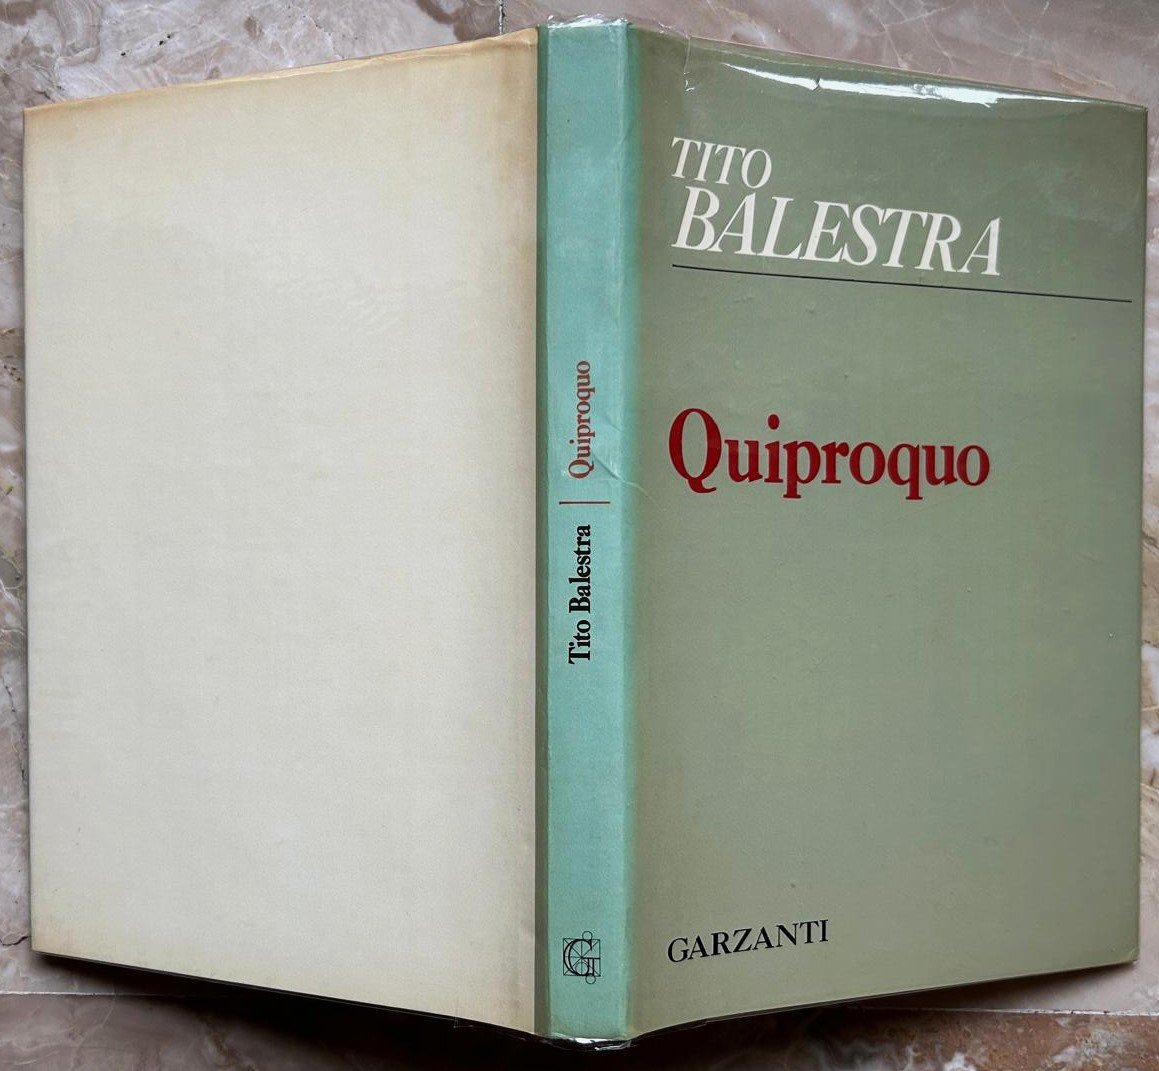 TITO
BALESTRA
Quiproquo
GARZANTI
Tito Balestra | Quiproquo
G